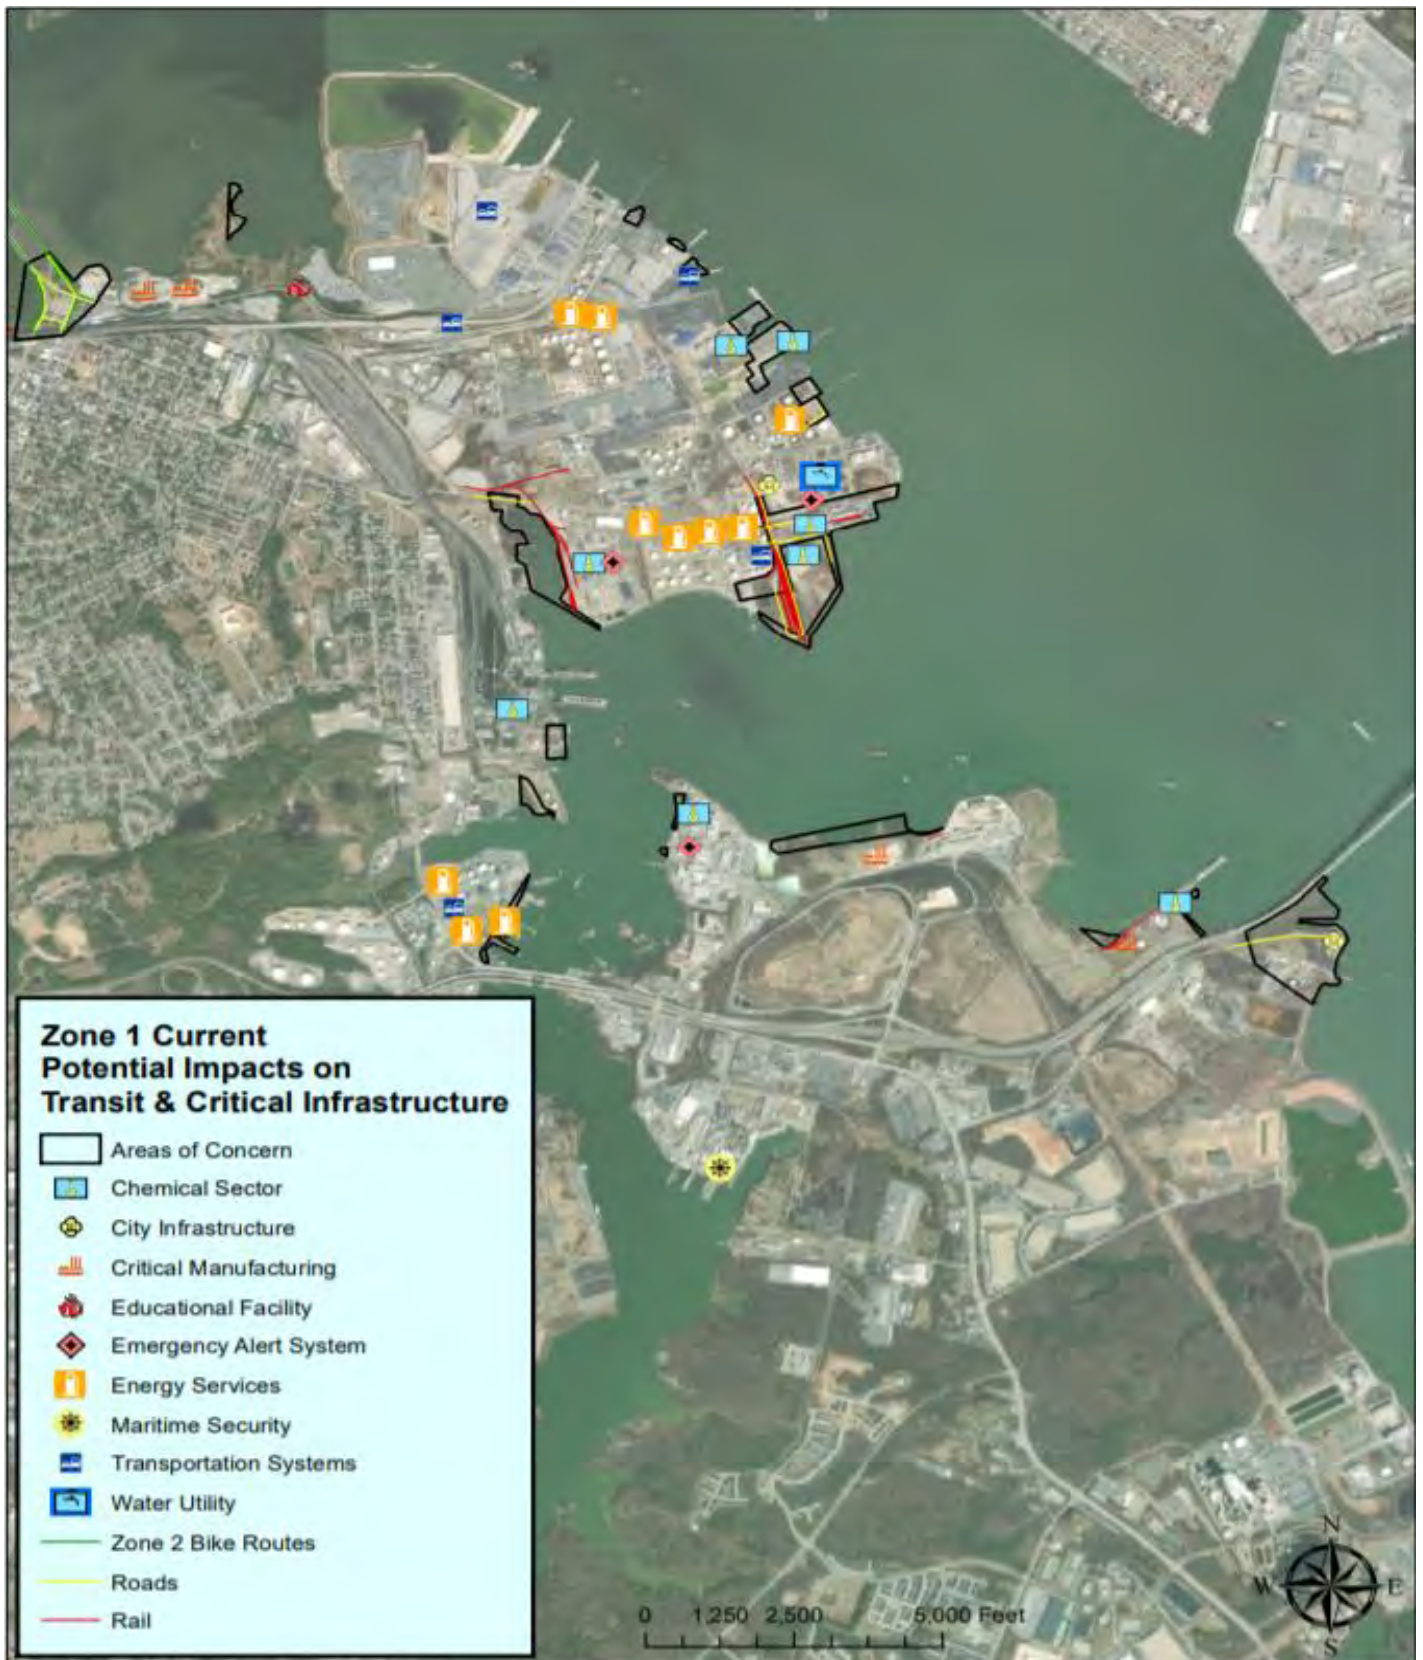 Zone 1 Current
Potential Impacts on
Transit & Critical Infrastructure
Areas of Concern
Chemical Sector
City Infrastructure
Critical Manufacturing
Educational Facility
Emergency Alert System
Energy Services
Maritime Security
Transportation Systems
Water Utility
Zone 2 Bike Routes
Roads
Rail
0 1,250 2,500 5,000 Feet
N
W E
S